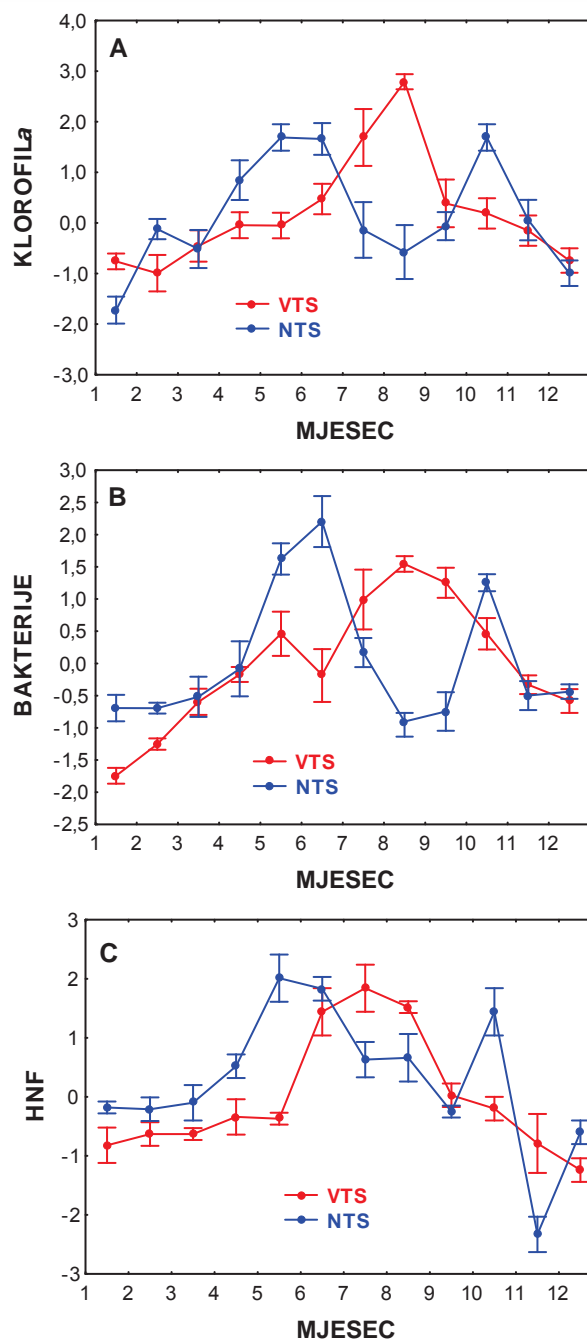 A
KLOROFIL a
4,0
3,0
2,0
1,0
0,0
-1,0
-2,0
-3,0
VTS
NTS
1 2 3 4 5 6 7 8 9 10 11 12
MJESEC
B
BAKTERIJE
3,0
2,5
2,0
1,5
1,0
0,5
0,0
-0,5
-1,0
-1,5
-2,0
-2,5
VTS
NTS
1 2 3 4 5 6 7 8 9 10 11 12
MJESEC
C
HNF
3
2
1
0
-1
-2
-3
VTS
NTS
1 2 3 4 5 6 7 8 9 10 11 12
MJESEC